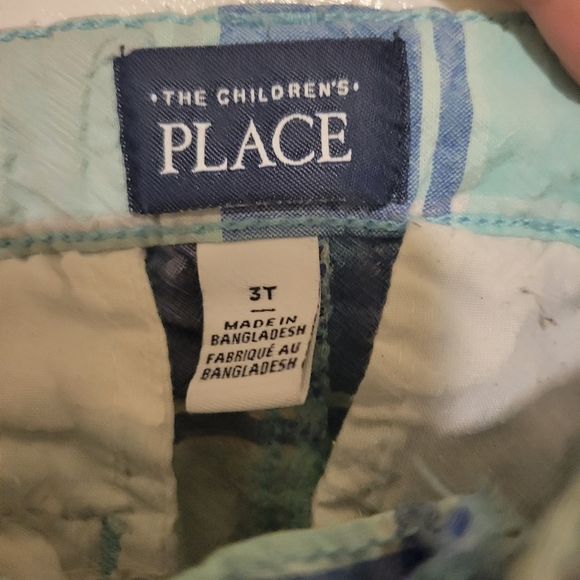 • THE CHILDREN'S •
PLACE
3T
MADE IN
BANGLADESH
FABRIQUÉ AU
BANGLADESH